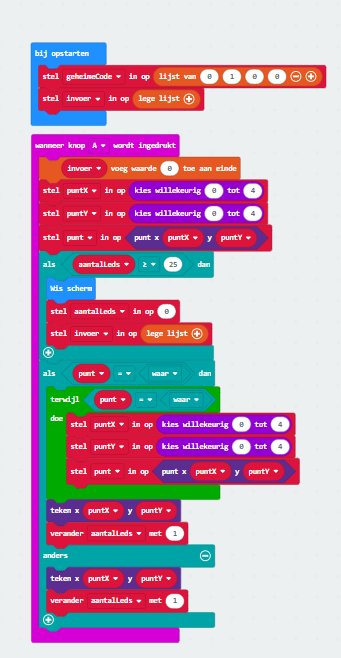 bij opstarten
stel geheimeCode in op lijst van 0 1 0 0
stel invoer in op lege lijst
wanneer knop A wordt ingedrukt
invoer voeg waarde 0 toe aan einde
stel puntX in op kies willekeurig 0 tot 4
stel puntY in op kies willekeurig 0 tot 4
stel punt in op punt x puntX y puntY
als aantalLeds ≥ 25 dan
Wis scherm
stel aantalLeds in op 0
stel invoer in op lege lijst
als punt = waar dan
terwijl punt = waar
doe stel puntX in op kies willekeurig 0 tot 4
stel puntY in op kies willekeurig 0 tot 4
stel punt in op punt x puntX y puntY
teken x puntX y puntY
verander aantalLeds met 1
anders
teken x puntX y puntY
verander aantalLeds met 1